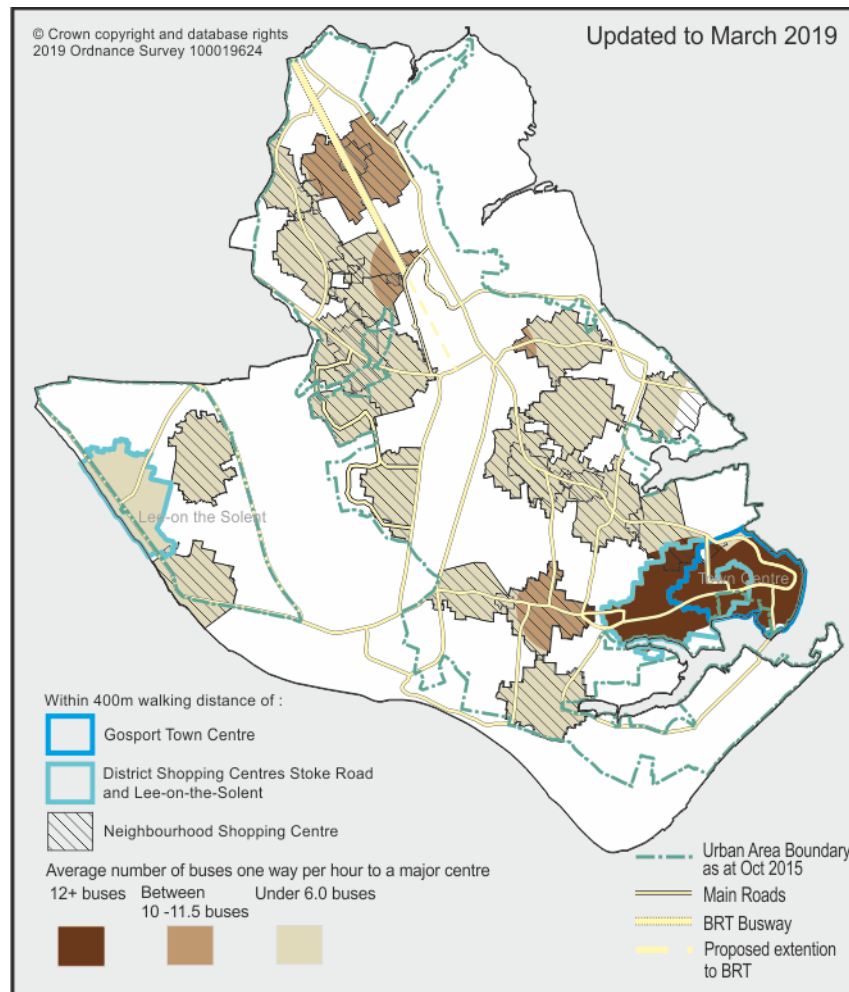 © Crown copyright and database rights
2019 Ordnance Survey 100019624
Updated to March 2019
Lee-on the Solent
Town Centre
Within 400m walking distance of :
Gosport Town Centre
District Shopping Centres Stoke Road
and Lee-on-the-Solent
Neighbourhood Shopping Centre
Average number of buses one way per hour to a major centre
12+ buses
Between
10 -11.5 buses
Under 6.0 buses
Urban Area Boundary
as at Oct 2015
Main Roads
BRT Busway
Proposed extention
to BRT